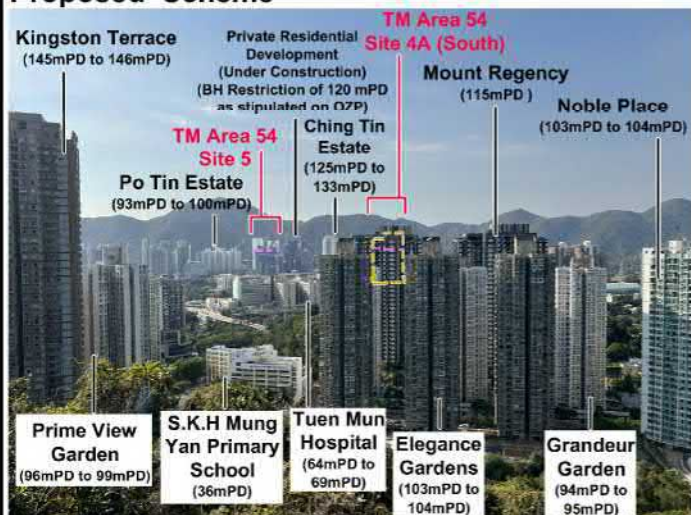 Proposed Scheme
Kingston Terrace
(145mPD to 146mPD)
Private Residential
Development
(Under Construction)
(BH Restriction of 120 mPD
as stipulated on OZP)
TM Area 54
Site 4A (South)
Mount Regency
(115mPD )
Noble Place
(103mPD to 104mPD)
TM Area 54
Site 5
Ching Tin
Estate
(125mPD to
133mPD)
Po Tin Estate
(93mPD to 100mPD)
Prime View
Garden
(96mPD to 99mPD)
S.K.H Mung
Yan Primary
School
(36mPD)
Tuen Mun
Hospital
(64mPD to
69mPD)
Elegance
Gardens
(103mPD to
104mPD)
Grandeur
Garden
(94mPD to
95mPD)